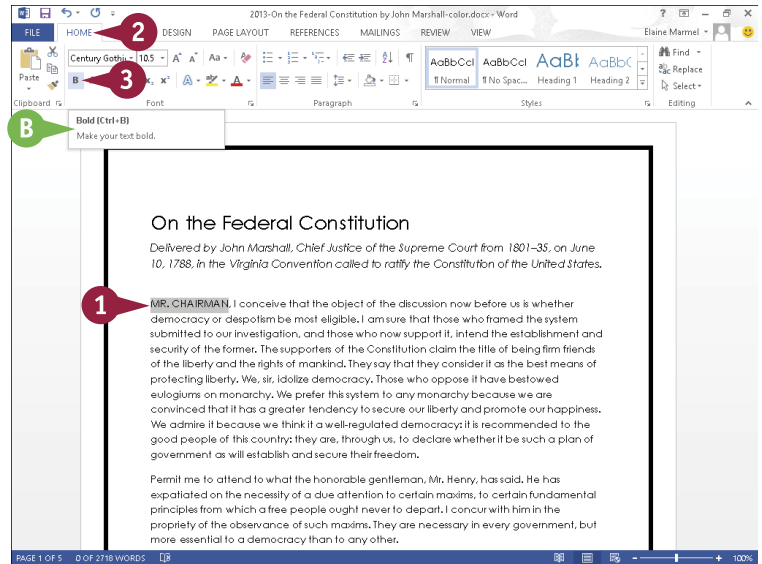 2013-On the Federal Constitution by John Marshall-color.docx - Word
FILE HOME DESIGN PAGE LAYOUT REFERENCES MAILINGS REVIEW VIEW Elaine Marmel
2
Paste
Century Gothic 10.5 A A Aa
B x²
3
A A
AaBbCcI AaBbCcI AaBb AaBbC
¶ Normal ¶ No Spac... Heading 1 Heading 2
Find
Replace
Select
Clipboard Font Paragraph Styles Editing
B
Bold (Ctrl+B)
Make your text bold.
On the Federal Constitution
Delivered by John Marshall, Chief Justice of the Supreme Court from 1801–35, on June
10, 1788, in the Virginia Convention called to ratify the Constitution of the United States.
1
MR. CHAIRMAN, I conceive that the object of the discussion now before us is whether
democracy or despotism be most eligible. I am sure that those who framed the system
submitted to our investigation, and those who now support it, intend the establishment and
security of the former. The supporters of the Constitution claim the title of being firm friends
of the liberty and the rights of mankind. They say that they consider it as the best means of
protecting liberty. We, sir, idolize democracy. Those who oppose it have bestowed
eulogiums on monarchy. We prefer this system to any monarchy because we are
convinced that it has a greater tendency to secure our liberty and promote our happiness.
We admire it because we think it a well-regulated democracy: it is recommended to the
good people of this country: they are, through us, to declare whether it be such a plan of
government as will establish and secure their freedom.
Permit me to attend to what the honorable gentleman, Mr. Henry, has said. He has
expatiated on the necessity of a due attention to certain maxims, to certain fundamental
principles from which a free people ought never to depart. I concur with him in the
propriety of the observance of such maxims. They are necessary in every government, but
more essential to a democracy than to any other.
PAGE 1 OF 5 0 OF 2718 WORDS 100%